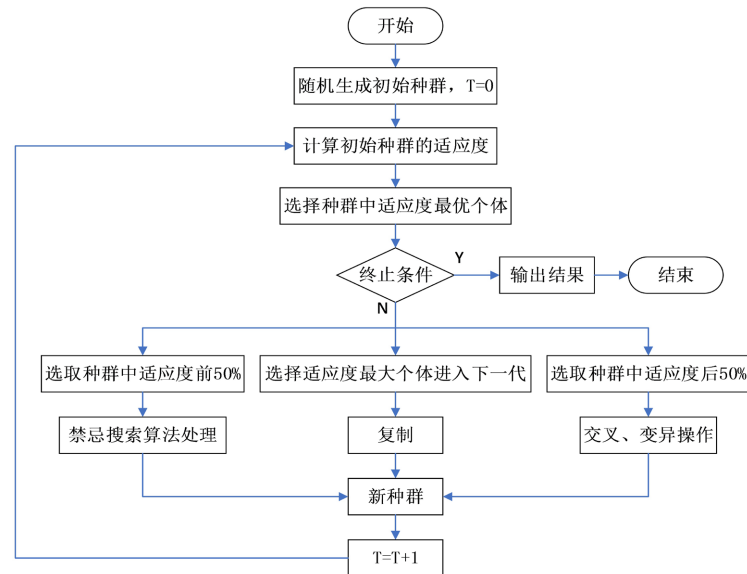 开始
随机生成初始种群，T=0
计算初始种群的适应度
选择种群中适应度最优个体
终止条件
Y
输出结果
结束
N
选取种群中适应度前50%
选择适应度最大个体进入下一代
选取种群中适应度后50%
禁忌搜索算法处理
复制
交叉、变异操作
新种群
T=T+1